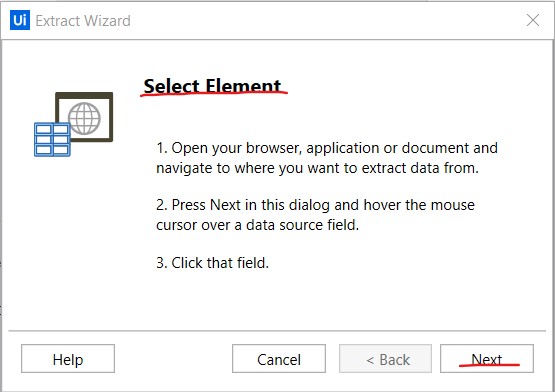 Ui Extract Wizard
Select Element
1. Open your browser, application or document and
navigate to where you want to extract data from.
2. Press Next in this dialog and hover the mouse
cursor over a data source field.
3. Click that field.
Help Cancel < Back Next